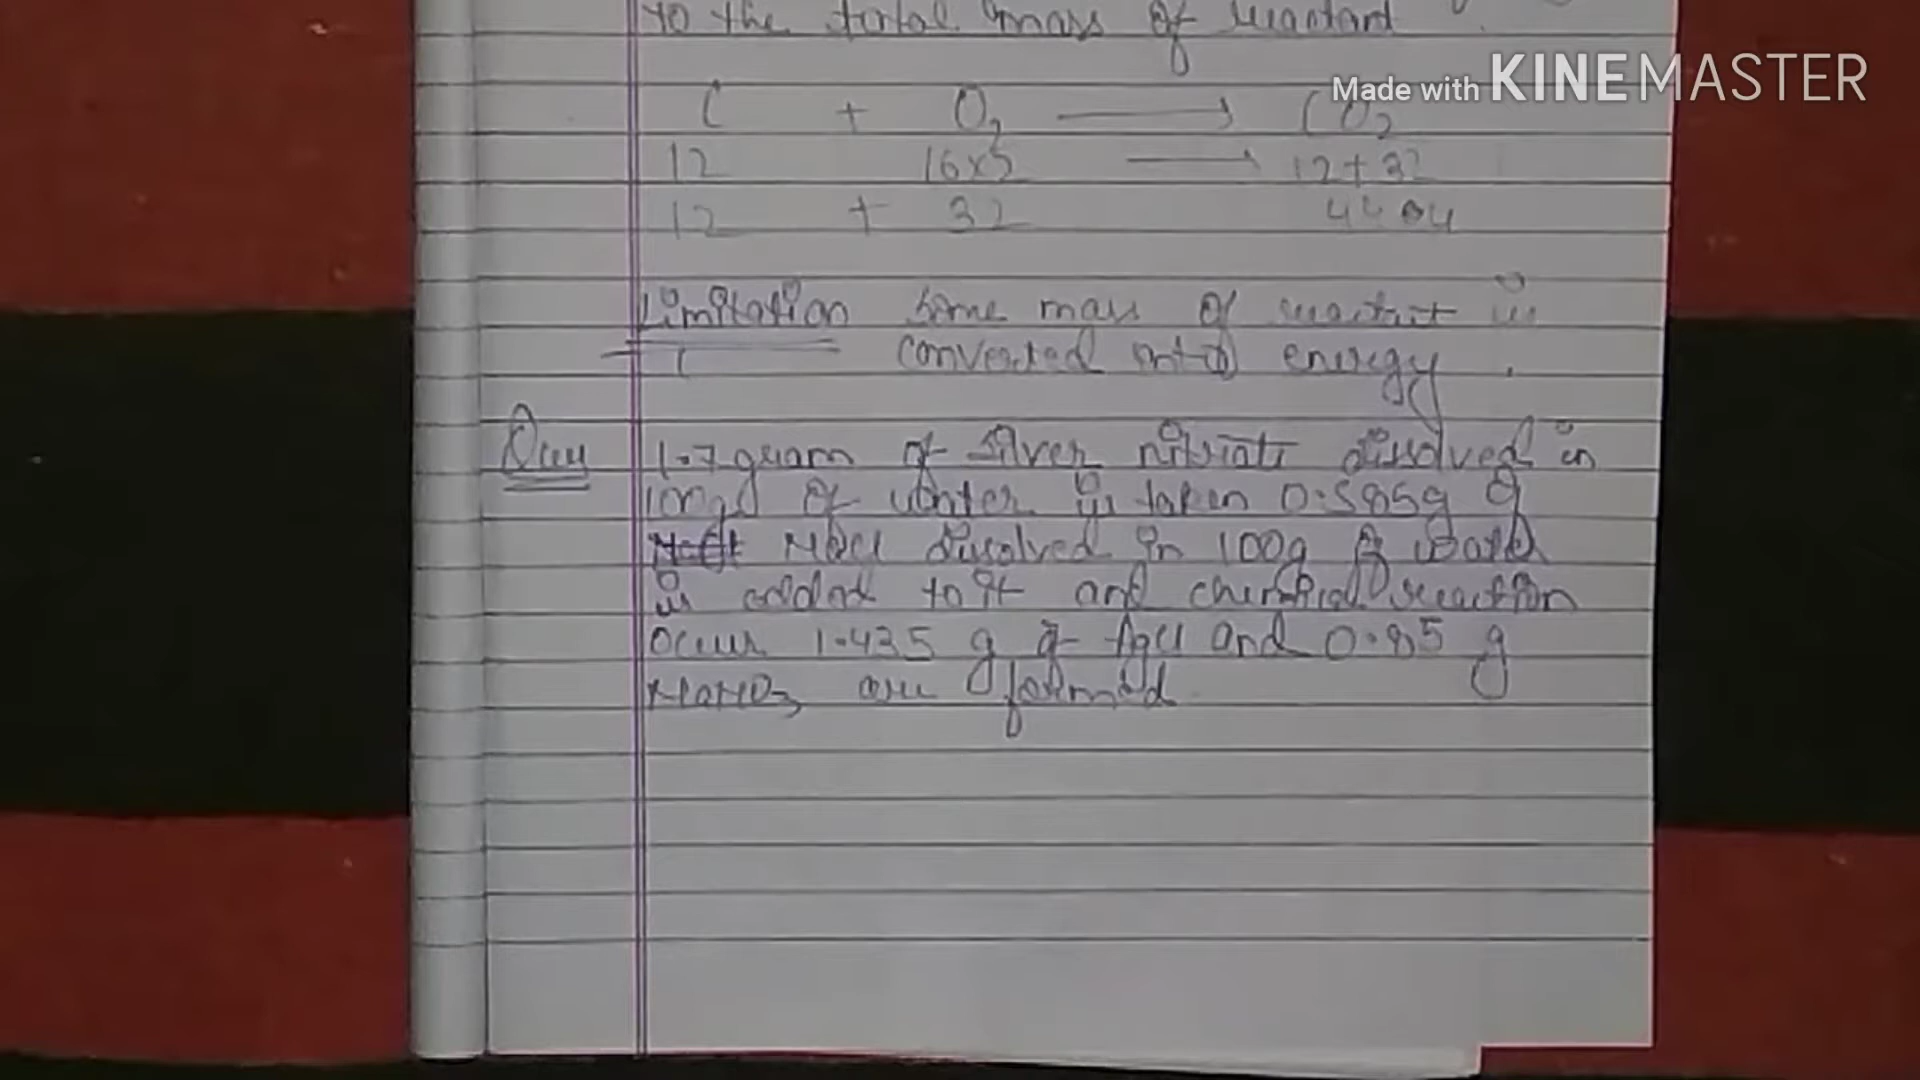 to the total mass of reactant
Made with KINEMASTER
C + O2 → CO2
12 16x2 → 12+32
12 + 32 44
Limitation Some mass of reactant is
converted into energy.
Ques 1.7 gram of silver nitrate dissolved in
100g of water is taken 0.585g of
NaCl dissolved in 100g of water
is added to it and chemical reaction
occur 1.435 g of AgCl and 0.85 g
NaNO3 are formed